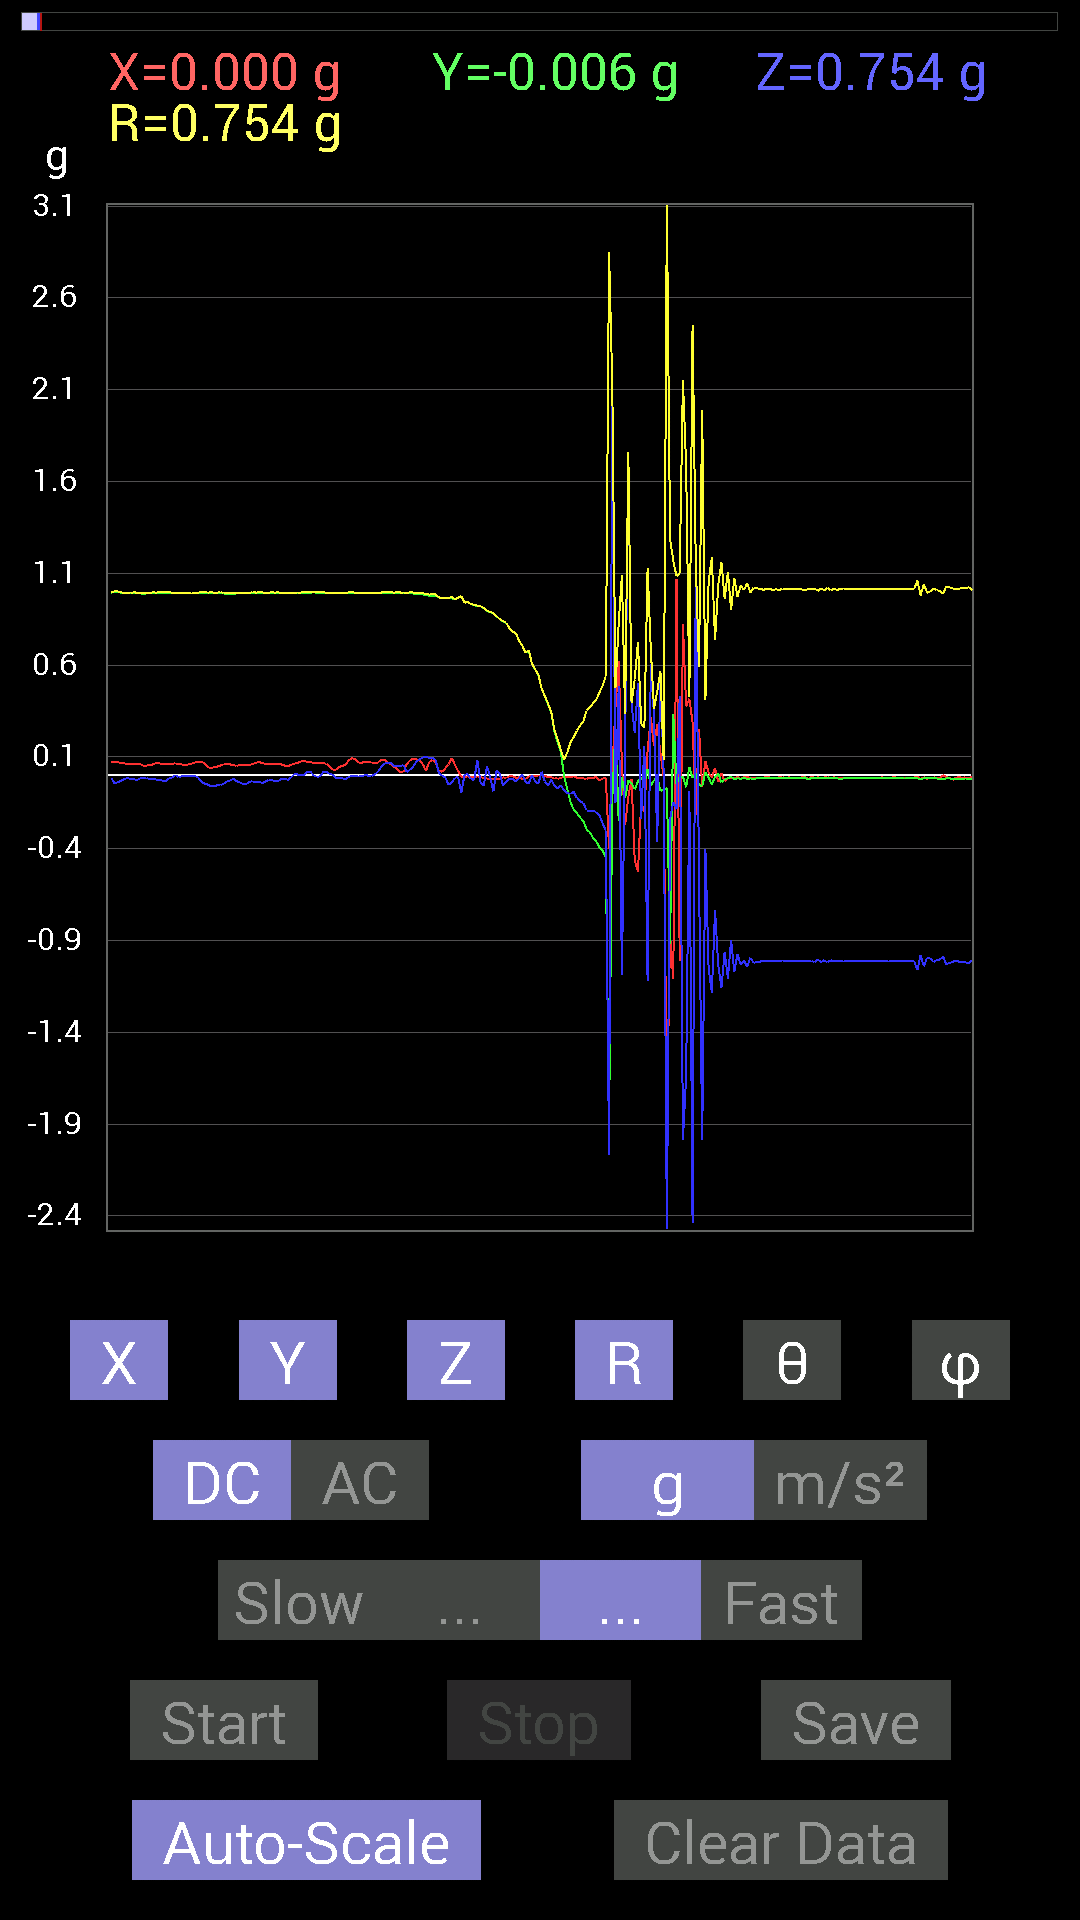 X=0.000 g Y=-0.006 g Z=0.754 g
R=0.754 g
g
3.1
2.6
2.1
1.6
1.1
0.6
0.1
-0.4
-0.9
-1.4
-1.9
-2.4
X Y Z R θ φ
DC AC g m/s²
Slow ... ... Fast
Start Stop Save
Auto-Scale Clear Data